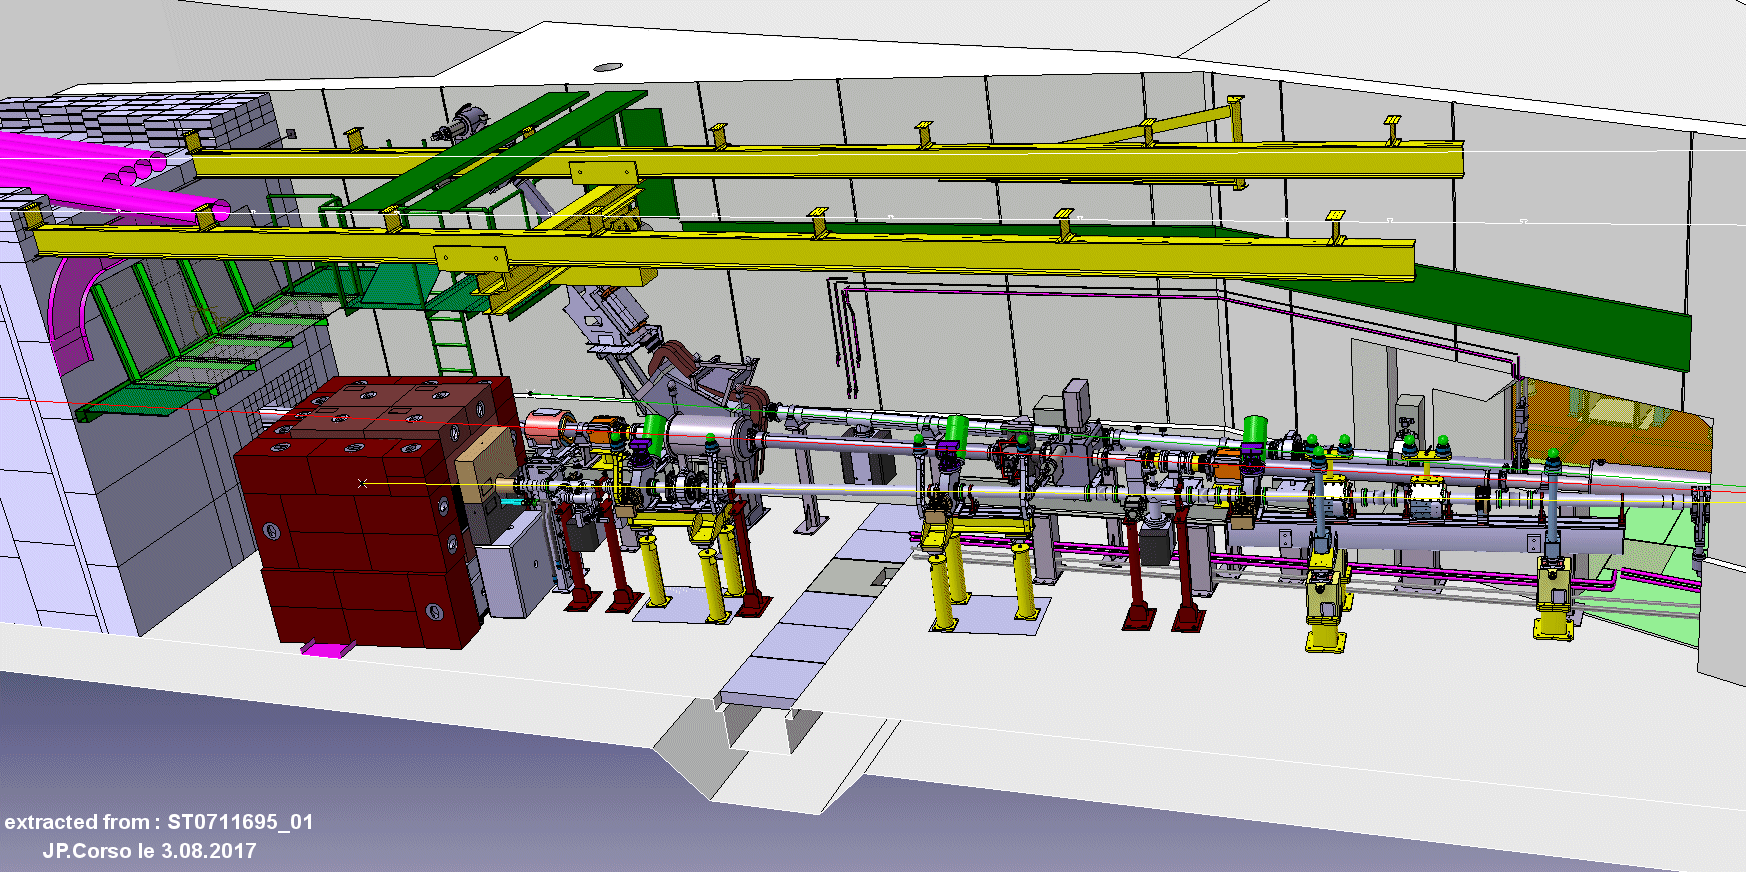 extracted from : ST0711695_01
JP.Corso le 3.08.2017